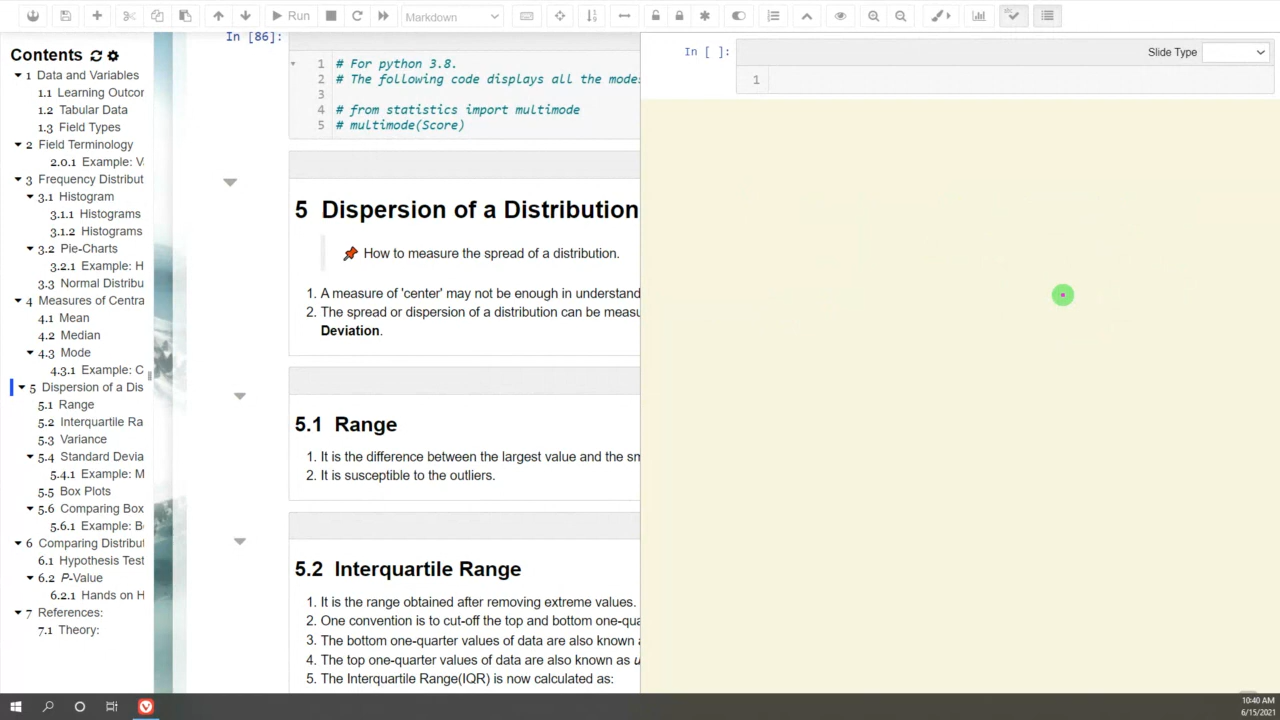 Run
Markdown
Contents
1 Data and Variables
1.1 Learning Outcor
1.2 Tabular Data
1.3 Field Types
2 Field Terminology
2.0.1 Example: V
3 Frequency Distribut
3.1 Histogram
3.1.1 Histograms
3.1.2 Histograms
3.2 Pie-Charts
3.2.1 Example: H
3.3 Normal Distribu
4 Measures of Centra
4.1 Mean
4.2 Median
4.3 Mode
4.3.1 Example: C
5 Dispersion of a Dis
5.1 Range
5.2 Interquartile Ra
5.3 Variance
5.4 Standard Devia
5.4.1 Example: M
5.5 Box Plots
5.6 Comparing Box
5.6.1 Example: B
6 Comparing Distribut
6.1 Hypothesis Test
6.2 P-Value
6.2.1 Hands on H
7 References:
7.1 Theory:
In [86]:
1 # For python 3.8.
2 # The following code displays all the modes
3
4 # from statistics import multimode
5 # multimode(Score)
5 Dispersion of a Distribution
How to measure the spread of a distribution.
1. A measure of 'center' may not be enough in understand
2. The spread or dispersion of a distribution can be measu
Deviation.
5.1 Range
1. It is the difference between the largest value and the sm
2. It is susceptible to the outliers.
5.2 Interquartile Range
1. It is the range obtained after removing extreme values.
2. One convention is to cut-off the top and bottom one-qua
3. The bottom one-quarter values of data are also known
4. The top one-quarter values of data are also known as u
5. The Interquartile Range(IQR) is now calculated as:
In [ ]:
Slide Type
1
10:40 AM
6/15/2021